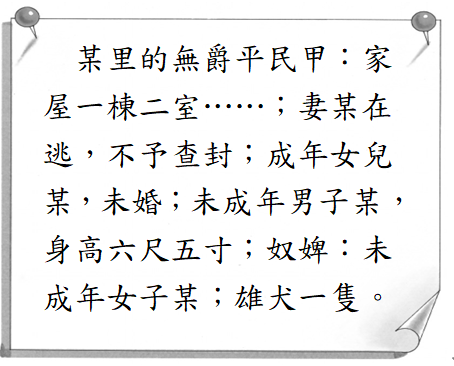 某里的無爵平民甲：家
屋一棟二室……；妻某在
逃，不予查封；成年女兒
某，未婚；未成年男子某，
身高六尺五寸；奴婢：未
成年女子某；雄犬一隻。